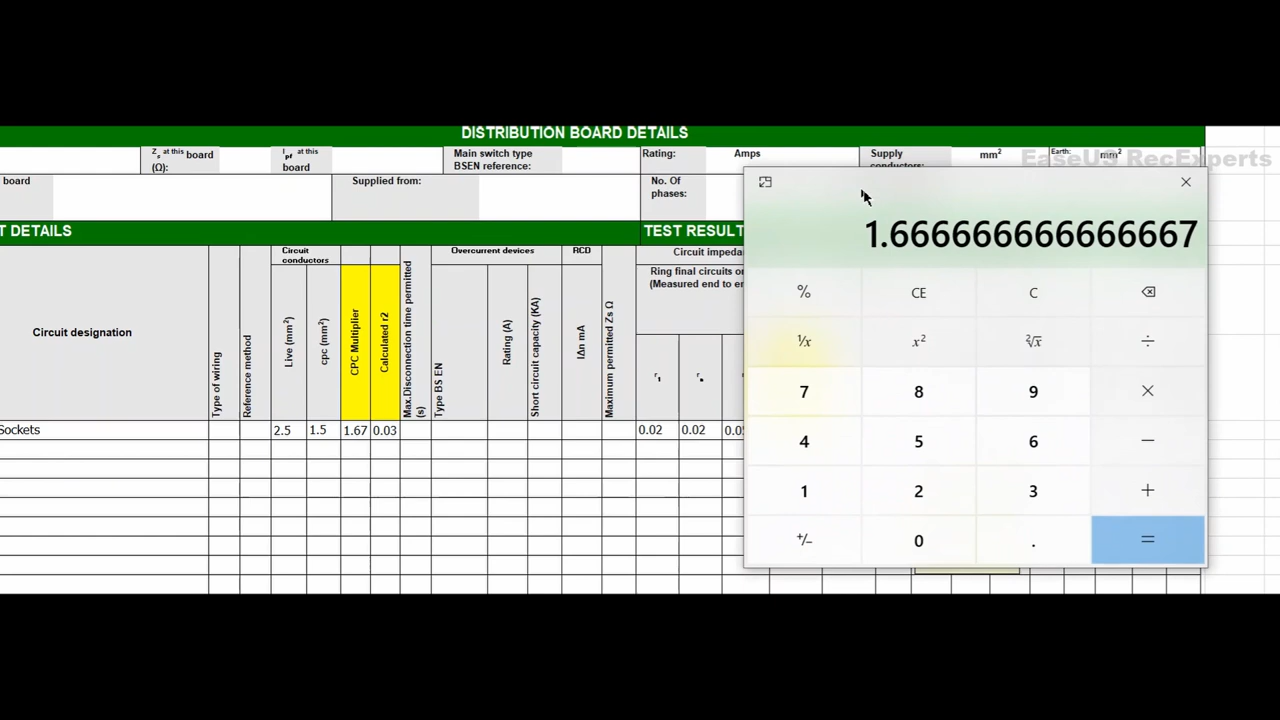 DISTRIBUTION BOARD DETAILS
Zs at this board (Ω):
Ipf at this board
Main switch type BSEN reference:
Rating:
Amps
Supply conductors:
mm²
Earth:
mm²
EaseUS RecExperts
board
Supplied from:
No. Of phases:
T DETAILS
TEST RESULT
Circuit designation
Type of wiring
Reference method
Circuit conductors
Live (mm²)
cpc (mm²)
CPC Multiplier
Calculated r2
Max.Disconnection time permitted (s)
Overcurrent devices
Type BS EN
Rating (A)
Short circuit capacity (KA)
RCD
IΔn mA
Maximum permitted Zs Ω
Circuit impeda
Ring final circuits on
(Measured end to en
r1
rn
Sockets
2.5
1.5
1.67
0.03
0.02
0.02
1.666666666666667
%
CE
C
⌫
¹/x
x²
²√x
÷
7
8
9
×
4
5
6
−
1
2
3
+
+/−
0
.
=